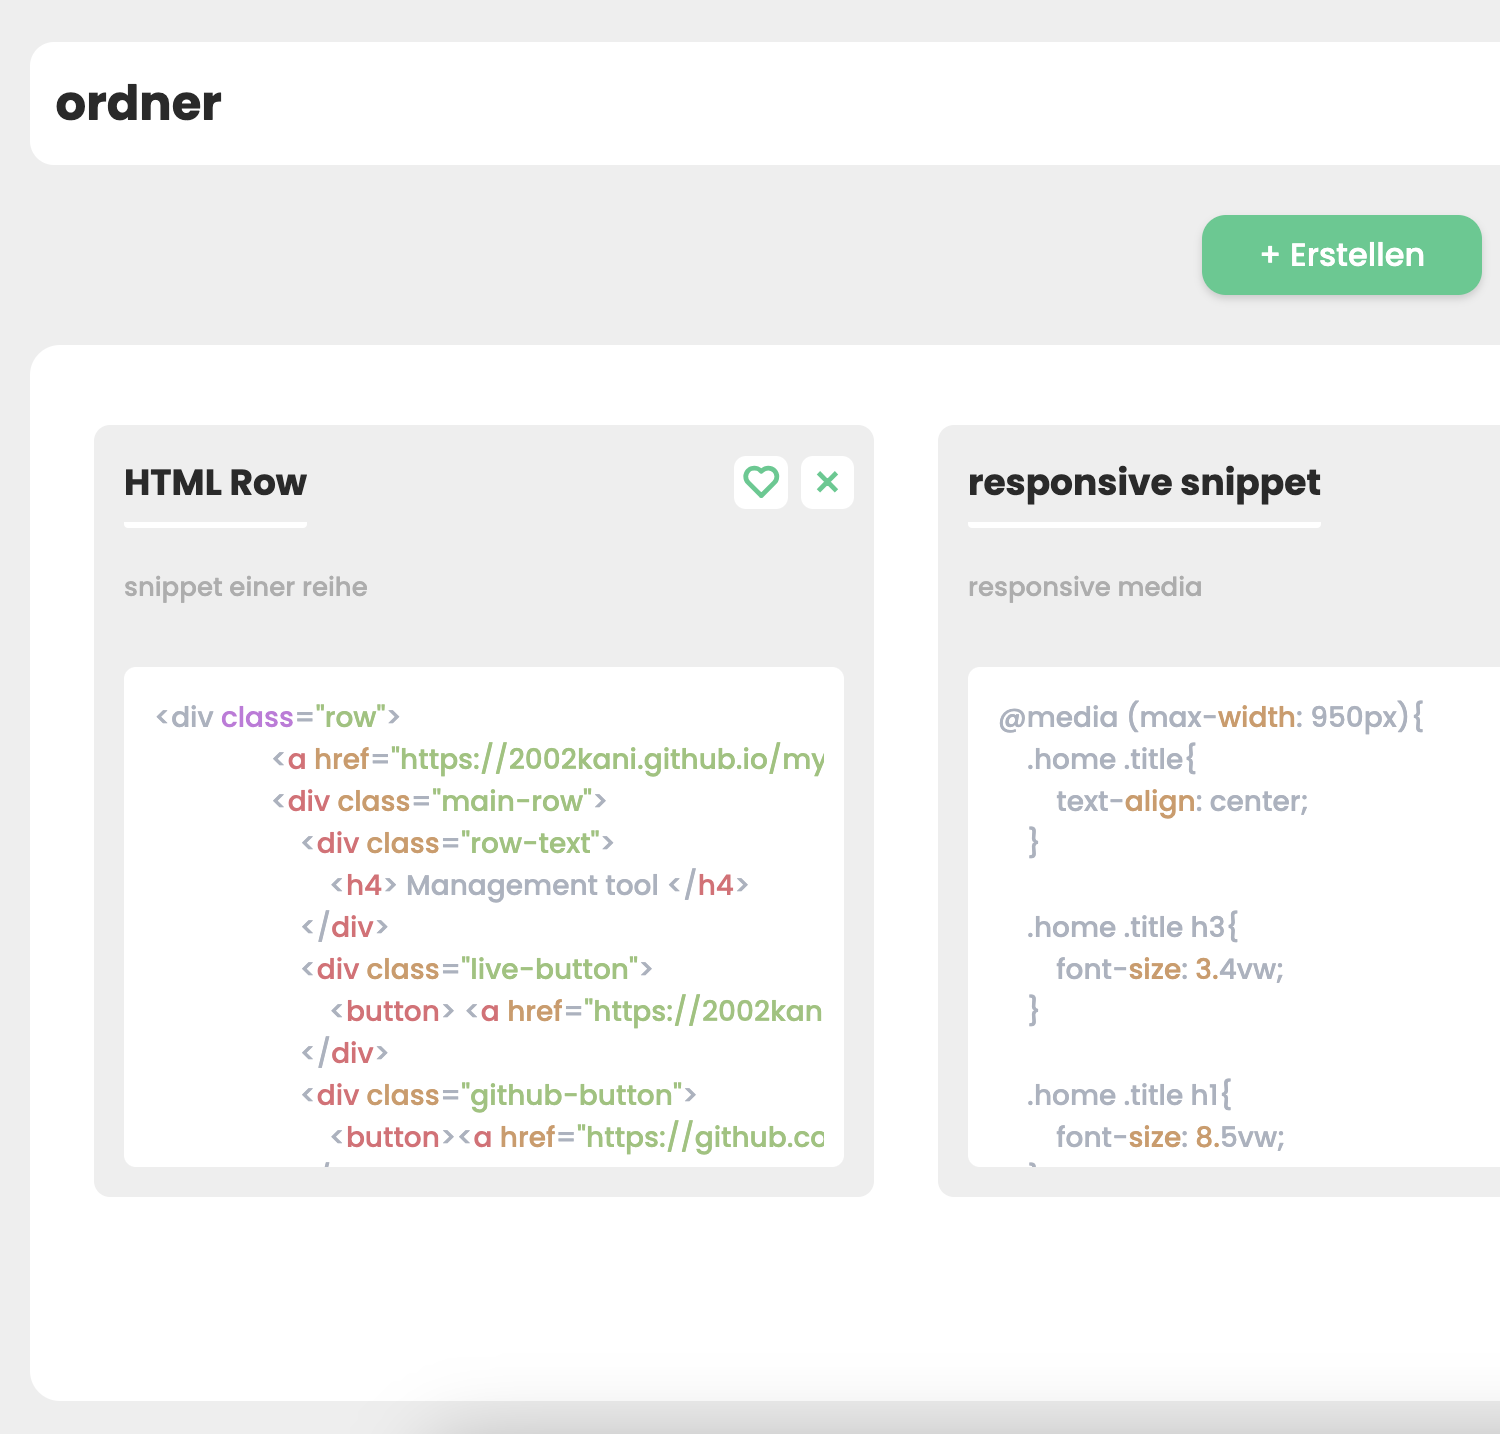 ordner
+ Erstellen
HTML Row
snippet einer reihe
<div class="row">
<a href="https://2002kani.github.io/my
<div class="main-row">
<div class="row-text">
<h4> Management tool </h4>
</div>
<div class="live-button">
<button> <a href="https://2002kan
</div>
<div class="github-button">
<button><a href="https://github.co
responsive snippet
responsive media
@media (max-width: 950px){
.home .title{
text-align: center;
}
.home .title h3{
font-size: 3.4vw;
}
.home .title h1{
font-size: 8.5vw;